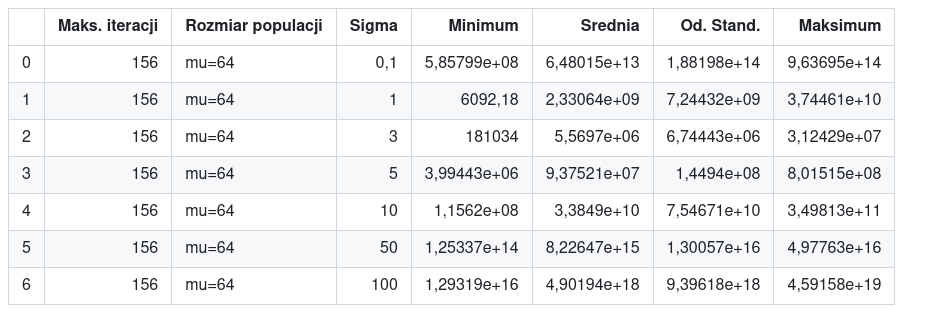 Maks. iteracji Rozmiar populacji Sigma Minimum Srednia Od. Stand. Maksimum
0 156 mu=64 0,1 5,85799e+08 6,48015e+13 1,88198e+14 9,63695e+14
1 156 mu=64 1 6092,18 2,33064e+09 7,24432e+09 3,74461e+10
2 156 mu=64 3 181034 5,5697e+06 6,74443e+06 3,12429e+07
3 156 mu=64 5 3,99443e+06 9,37521e+07 1,4494e+08 8,01515e+08
4 156 mu=64 10 1,1562e+08 3,3849e+10 7,54671e+10 3,49813e+11
5 156 mu=64 50 1,25337e+14 8,22647e+15 1,30057e+16 4,97763e+16
6 156 mu=64 100 1,29319e+16 4,90194e+18 9,39618e+18 4,59158e+19